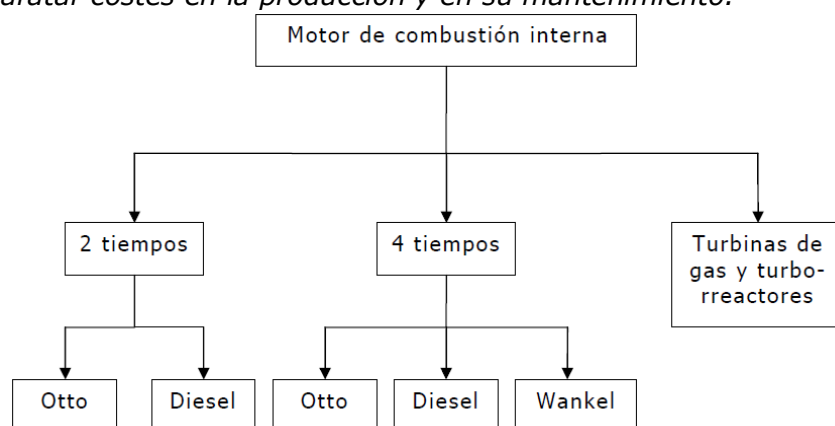 costes en la producción y en su mantenimiento.
Motor de combustión interna
2 tiempos
4 tiempos
Turbinas de
gas y turbo-
rreactores
Otto
Diesel
Otto
Diesel
Wankel